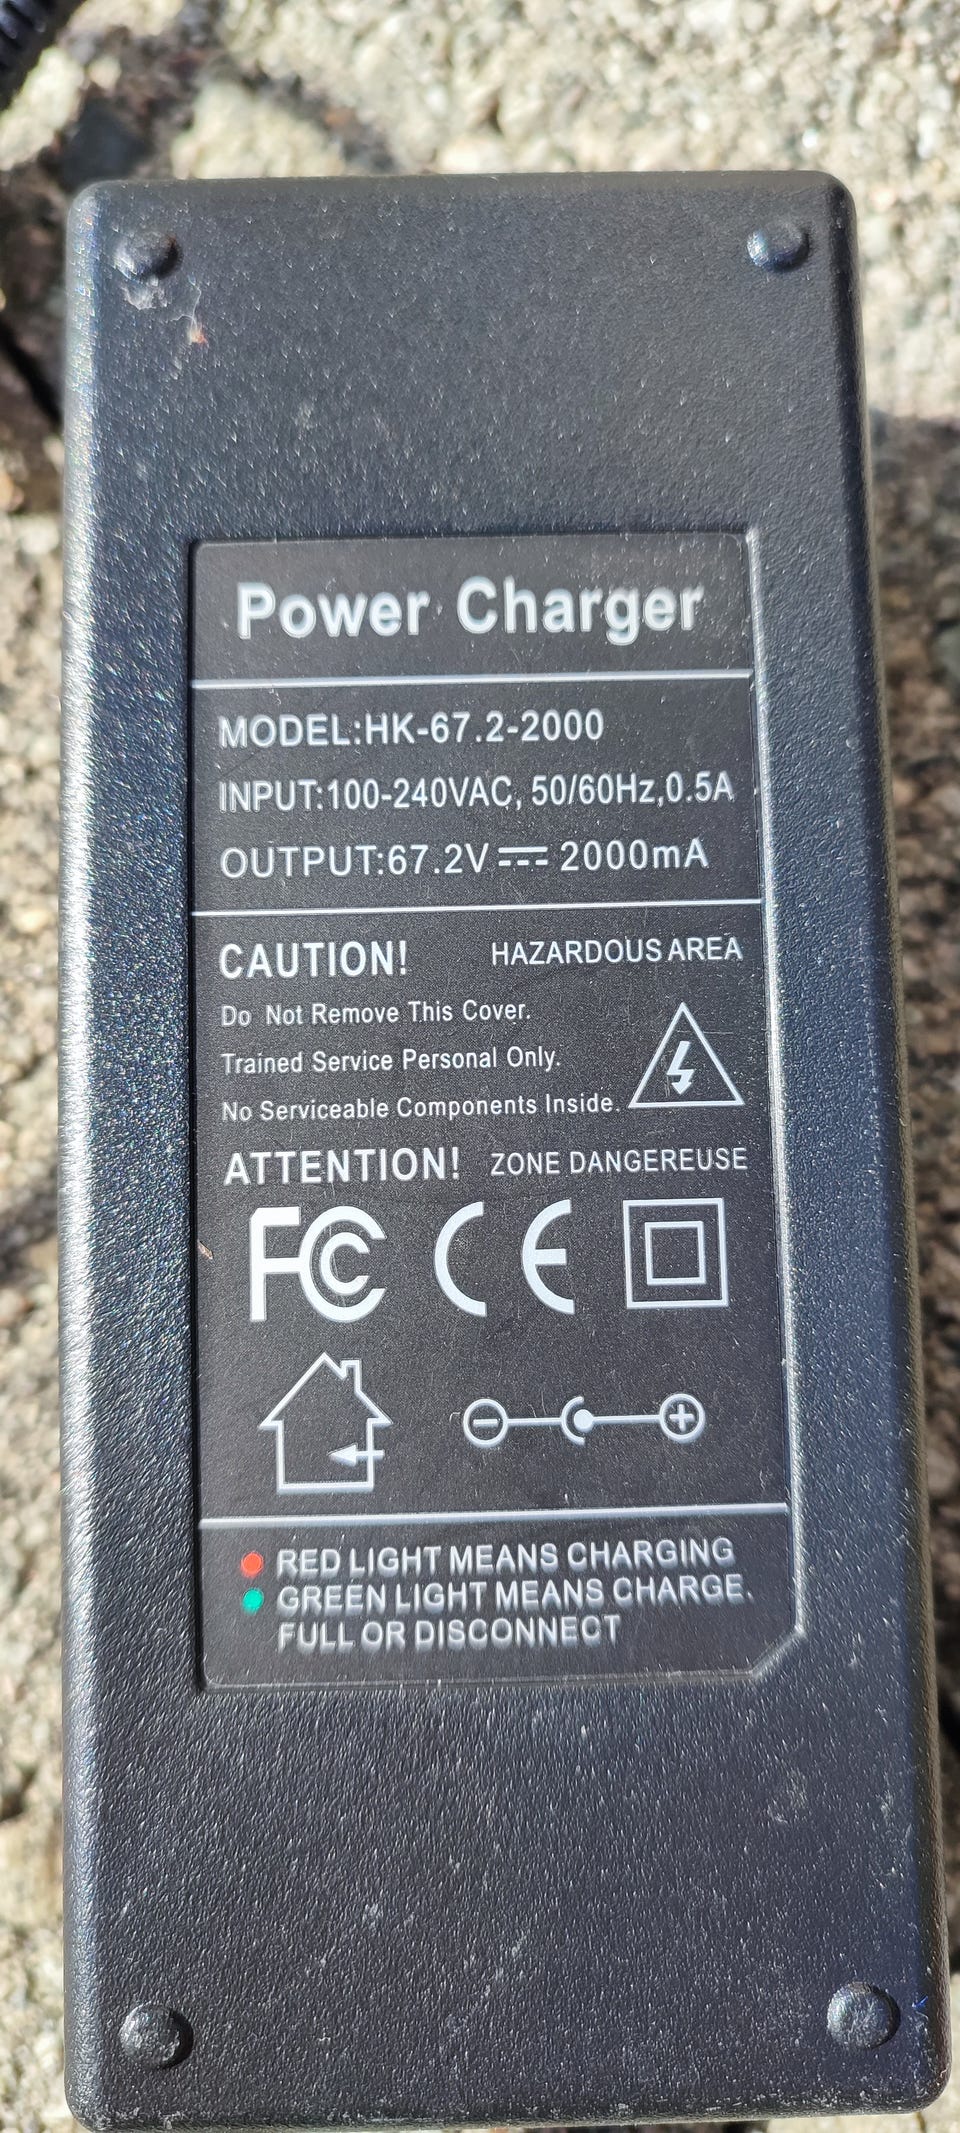 Power Charger
MODEL:HK-67.2-2000
INPUT:100-240VAC, 50/60Hz,0.5A
OUTPUT:67.2V ⎓ 2000mA
CAUTION! HAZARDOUS AREA
Do Not Remove This Cover.
Trained Service Personal Only.
No Serviceable Components Inside.
ATTENTION! ZONE DANGEREUSE
FC CE
RED LIGHT MEANS CHARGING
GREEN LIGHT MEANS CHARGE.
FULL OR DISCONNECT